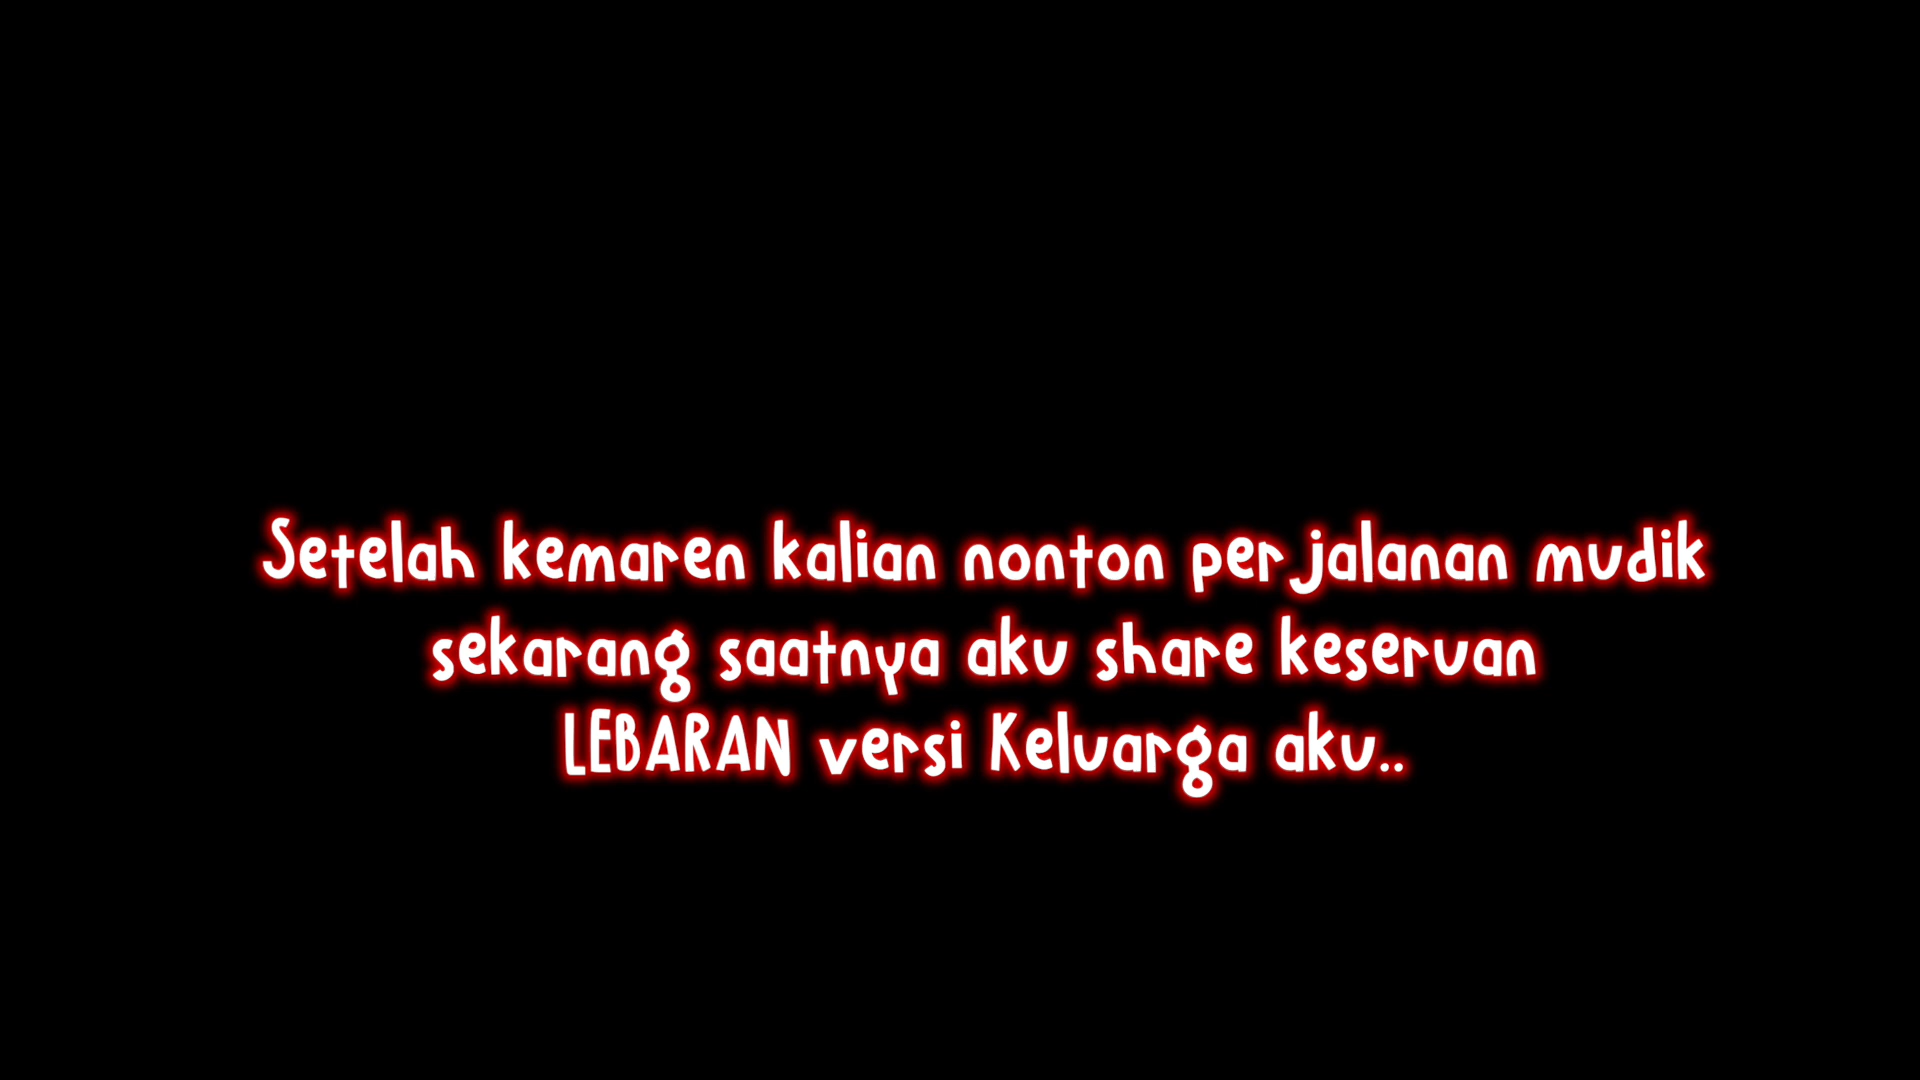 Setelah kemaren kalian nonton perjalanan mudik
sekarang saatnya aku share keseruan
LEBARAN versi Keluarga aku..